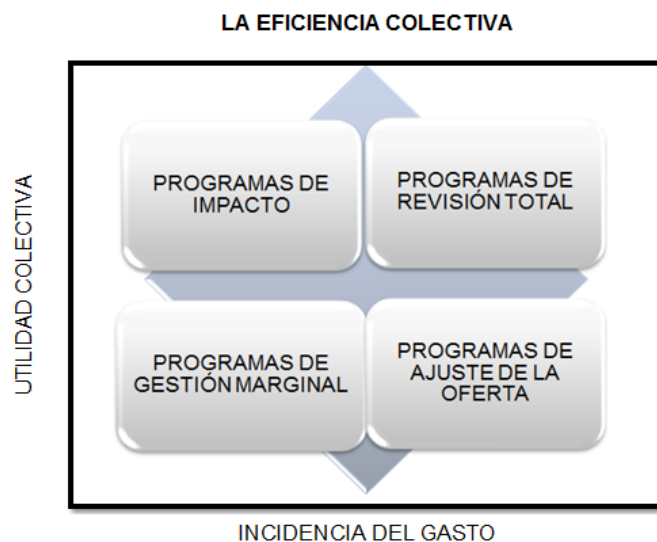 LA EFICIENCIA COLECTIVA
UTILIDAD COLECTIVA
PROGRAMAS DE
IMPACTO
PROGRAMAS DE
REVISIÓN TOTAL
PROGRAMAS DE
GESTIÓN MARGINAL
PROGRAMAS DE
AJUSTE DE LA
OFERTA
INCIDENCIA DEL GASTO